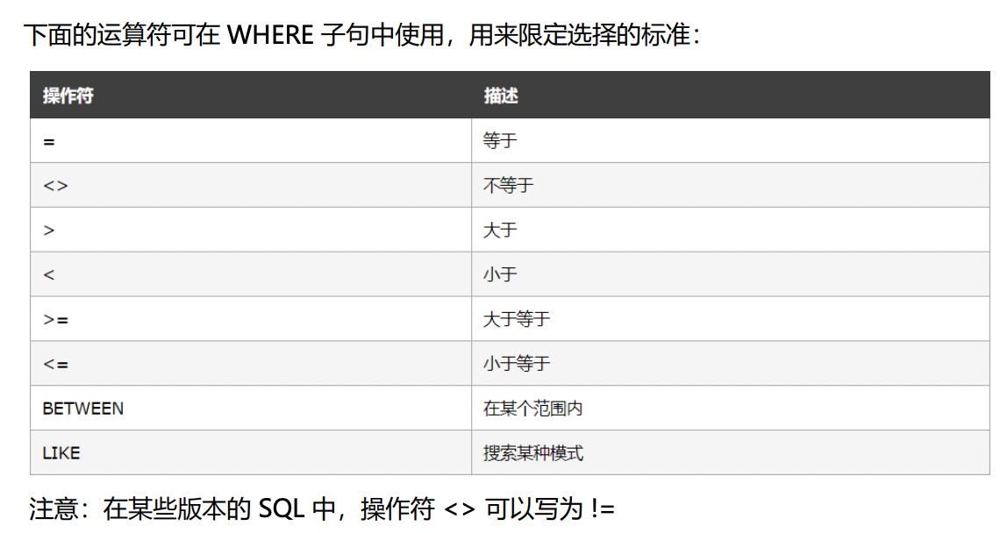 下面的运算符可在 WHERE 子句中使用，用来限定选择的标准：
操作符 描述
= 等于
<> 不等于
> 大于
< 小于
>= 大于等于
<= 小于等于
BETWEEN 在某个范围内
LIKE 搜索某种模式
注意：在某些版本的 SQL 中，操作符 <> 可以写为 !=